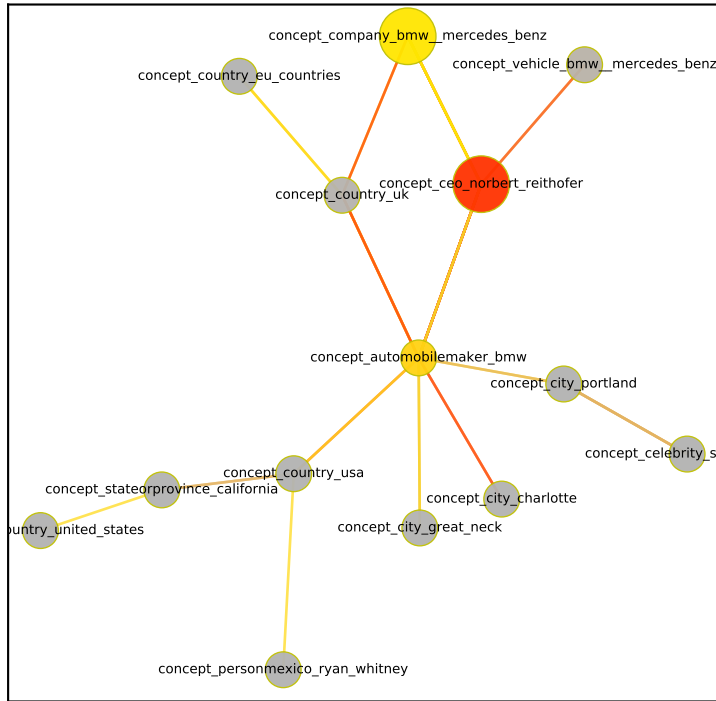 concept_company_bmw__mercedes_benz
concept_vehicle_bmw__mercedes_benz
concept_country_eu_countries
concept_ceo_norbert_reithofer
concept_country_uk
concept_automobilemaker_bmw
concept_city_portland
concept_celebrity_s
concept_country_usa
concept_stateorprovince_california
concept_city_charlotte
concept_city_great_neck
ountry_united_states
concept_personmexico_ryan_whitney